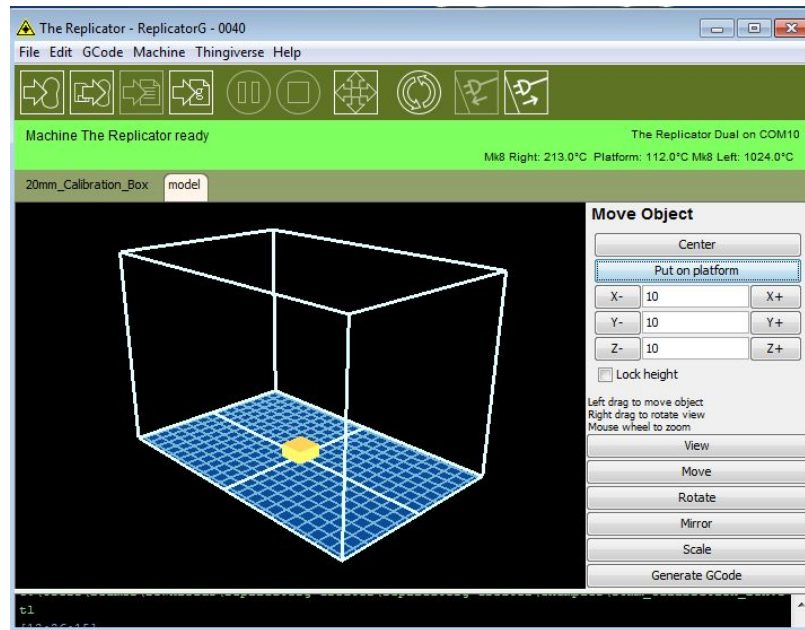 The Replicator - ReplicatorG - 0040
File Edit GCode Machine Thingiverse Help
Machine The Replicator ready
The Replicator Dual on COM10
Mk8 Right: 213.0°C Platform: 112.0°C Mk8 Left: 1024.0°C
20mm_Calibration_Box model
Move Object
Center
Put on platform
X- 10 X+
Y- 10 Y+
Z- 10 Z+
Lock height
Left drag to move object
Right drag to rotate view
Mouse wheel to zoom
View
Move
Rotate
Mirror
Scale
Generate GCode
tl